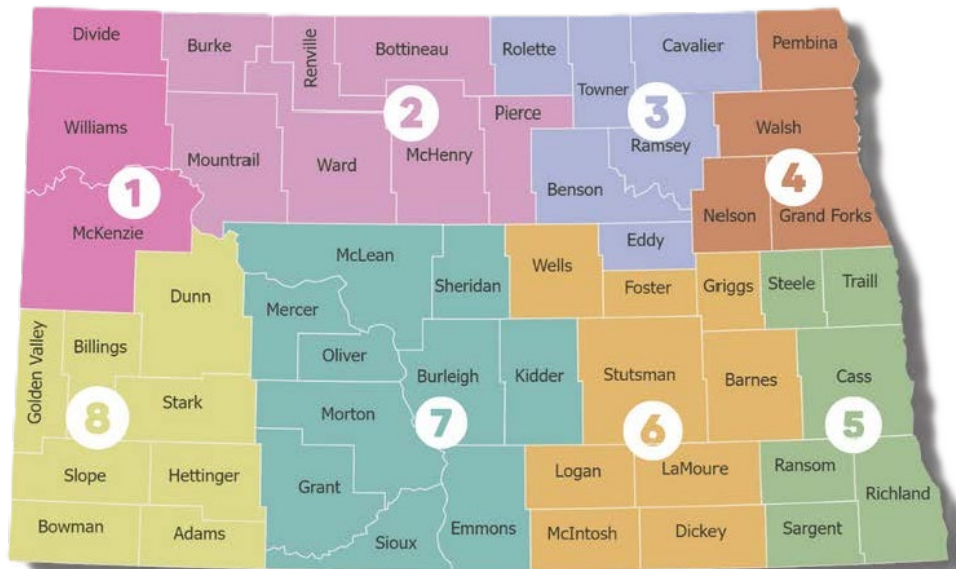 Divide
Burke
Renville
Bottineau
Rolette
Cavalier
Pembina
Towner
Williams
2
3
Pierce
Walsh
Mountrail
Ward
McHenry
Ramsey
1
Benson
4
McKenzie
Nelson
Grand Forks
McLean
Eddy
Wells
Sheridan
Dunn
Foster
Griggs
Steele
Traill
Mercer
Golden Valley
Billings
Oliver
Burleigh
Kidder
Stutsman
Barnes
Cass
Stark
8
Morton
7
6
5
Slope
Hettinger
Grant
Logan
LaMoure
Ransom
Richland
Bowman
Adams
Sioux
Emmons
McIntosh
Dickey
Sargent